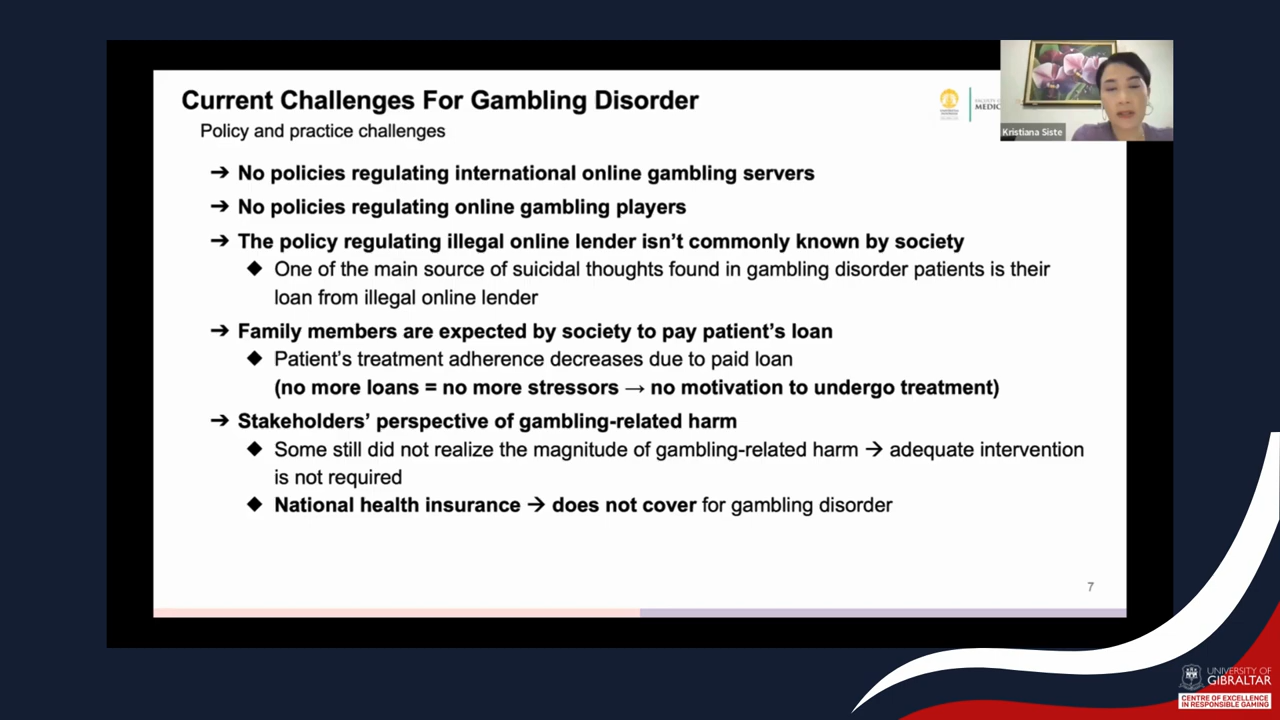 Current Challenges For Gambling Disorder
Policy and practice challenges
MEDIC
Kristiana Siste
→ No policies regulating international online gambling servers
→ No policies regulating online gambling players
→ The policy regulating illegal online lender isn't commonly known by society
◆ One of the main source of suicidal thoughts found in gambling disorder patients is their
loan from illegal online lender
→ Family members are expected by society to pay patient's loan
◆ Patient's treatment adherence decreases due to paid loan
(no more loans = no more stressors → no motivation to undergo treatment)
→ Stakeholders' perspective of gambling-related harm
◆ Some still did not realize the magnitude of gambling-related harm → adequate intervention
is not required
◆ National health insurance → does not cover for gambling disorder
7
UNIVERSITY OF
GIBRALTAR
CENTRE OF EXCELLENCE
IN RESPONSIBLE GAMING